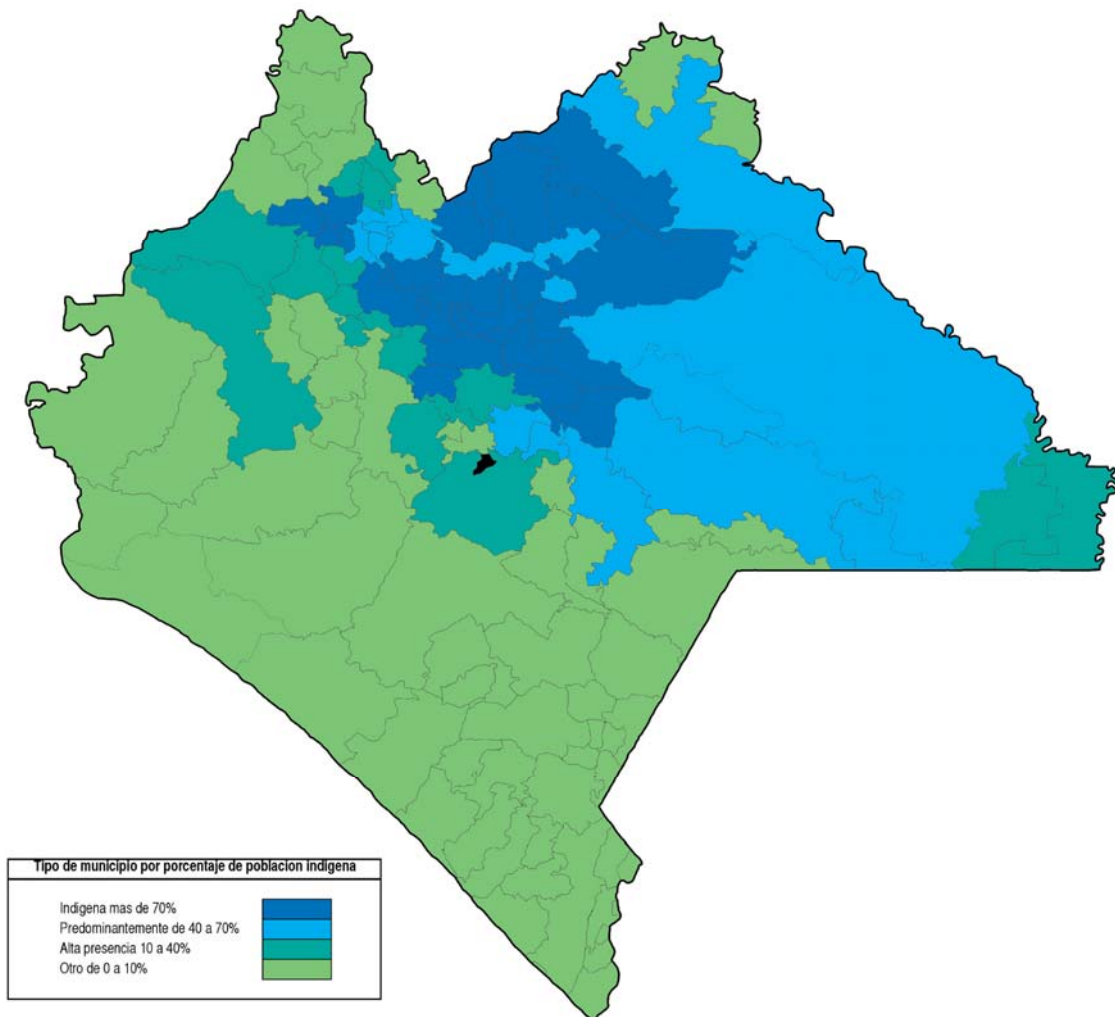 Tipo de municipio por porcentaje de poblacion indigena
Indigena mas de 70%
Predominantemente de 40 a 70%
Alta presencia 10 a 40%
Otro de 0 a 10%